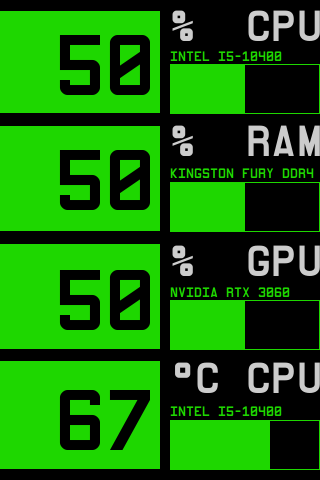 50 % CPU
INTEL I5-10400
50 % RAM
KINGSTON FURY DDR4
50 % GPU
NVIDIA RTX 3060
67 °C CPU
INTEL I5-10400